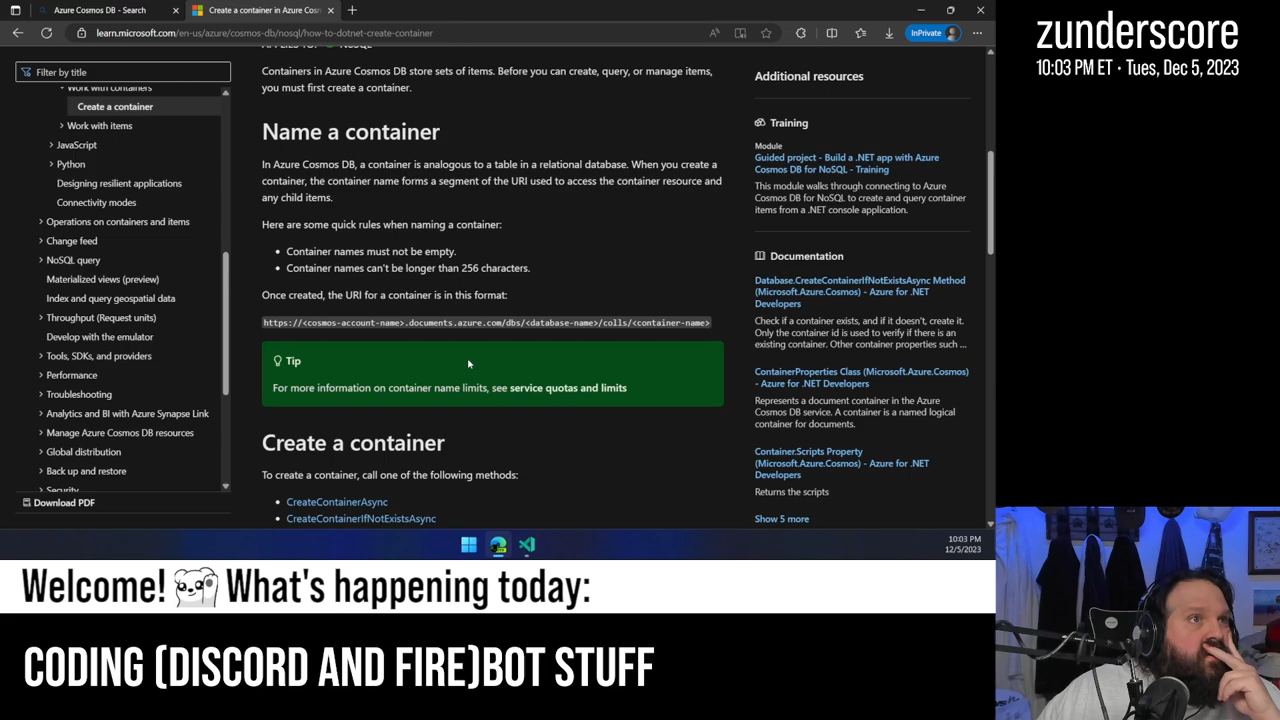 Azure Cosmos DB - Search
Create a container in Azure Cosm
zunderscore
10:03 PM ET • Tues, Dec 5, 2023
learn.microsoft.com/en-us/azure/cosmos-db/nosql/how-to-dotnet-create-container
InPrivate
Filter by title
Work with containers
Create a container
Work with items
JavaScript
Python
Designing resilient applications
Connectivity modes
Operations on containers and items
Change feed
NoSQL query
Materialized views (preview)
Index and query geospatial data
Throughput (Request units)
Develop with the emulator
Tools, SDKs, and practices
Performance
Troubleshooting
Analytics and BI with Azure Synapse Link
Manage Azure Cosmos DB resources
Global distribution
Back up and restore
Security
Download PDF
APPLIES TO: NoSQL
Containers in Azure Cosmos DB store sets of items. Before you can create, query, or manage items,
you must first create a container.
Name a container
In Azure Cosmos DB, a container is analogous to a table in a relational database. When you create a
container, the container name forms a segment of the URI used to access the container resource and
any child items.
Here are some quick rules when naming a container:
• Container names must not be empty.
• Container names can't be longer than 256 characters.
Once created, the URI for a container is in this format:
https://<cosmos-account-name>.documents.azure.com/dbs/<database-name>/colls/<container-name>
Tip
For more information on container name limits, see service quotas and limits
Create a container
To create a container, call one of the following methods:
• CreateContainerAsync
• CreateContainerIfNotExistsAsync
Additional resources
Training
Module
Guided project - Build a .NET app with Azure
Cosmos DB for NoSQL - Training
This module walks through connecting to Azure
Cosmos DB for NoSQL to create and query container
items from a .NET console application.
Documentation
Database.CreateContainerIfNotExistsAsync Method
(Microsoft.Azure.Cosmos) - Azure for .NET
Developers
Check if a container exists, and if it doesn't, create it.
Only the container id is used to verify if there is an
existing container. Other container properties such ...
ContainerProperties Class (Microsoft.Azure.Cosmos)
- Azure for .NET Developers
Represents a document container in the Azure
Cosmos DB service. A container is a named logical
container for documents.
Container.Scripts Property
(Microsoft.Azure.Cosmos) - Azure for .NET
Developers
Returns the scripts
Show 5 more
10:03 PM
12/5/2023
Welcome! What's happening today:
CODING (DISCORD AND FIRE)BOT STUFF